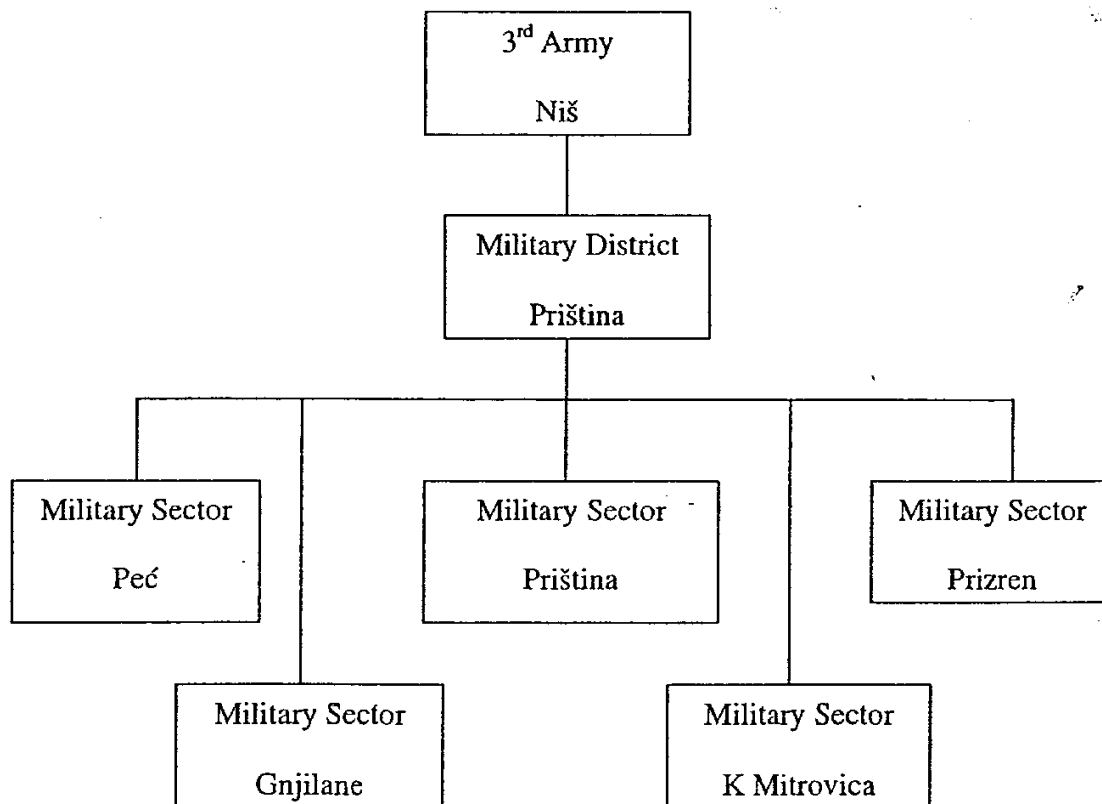 3rd Army
Niš
Military District
Priština
Military Sector
Peć
Military Sector
Priština
Military Sector
Prizren
Military Sector
Gnjilane
Military Sector
K Mitrovica